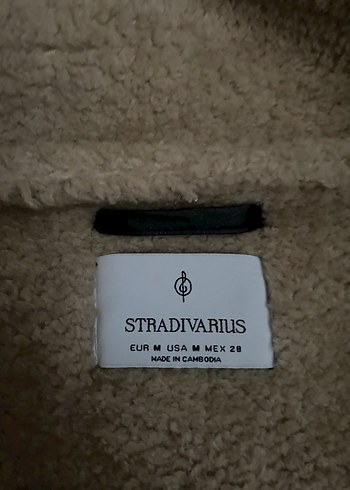 STRADIVARIUS
EUR M USA M MEX 28
MADE IN CAMBODIA